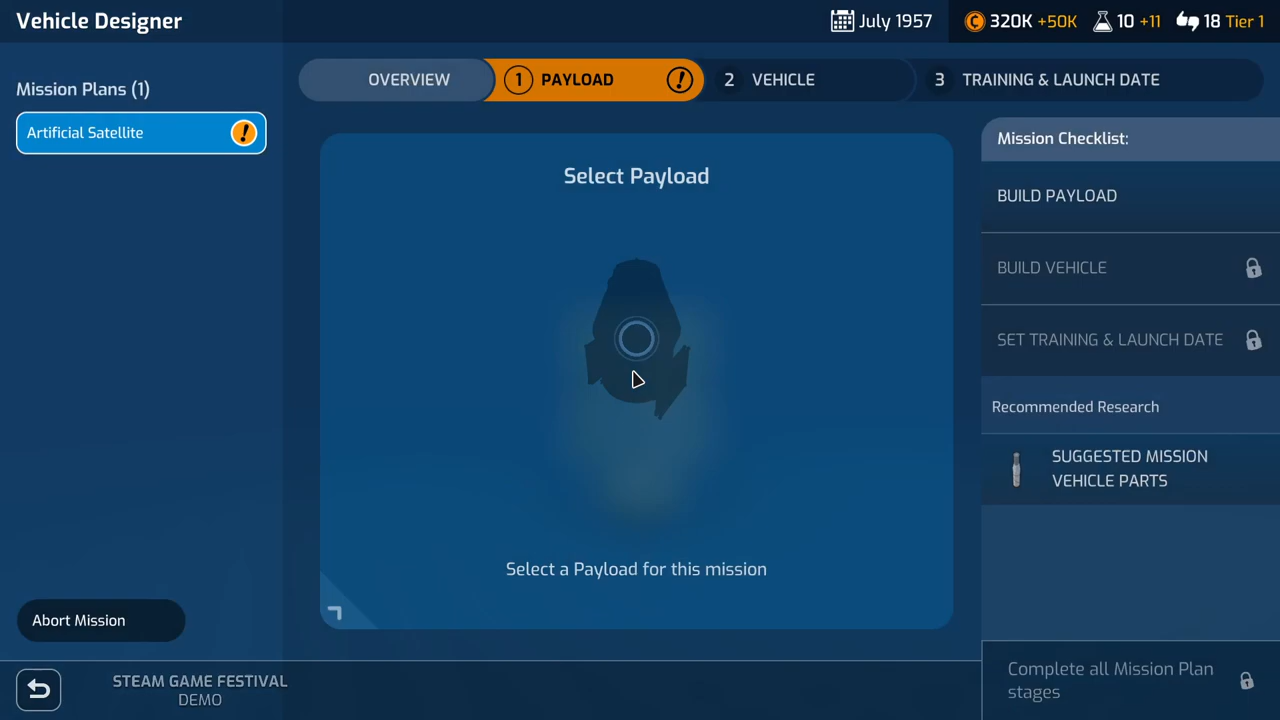 Vehicle Designer
July 1957
320K +50K
10 +11
18 Tier 1
Mission Plans (1)
Artificial Satellite
OVERVIEW
1 PAYLOAD
2 VEHICLE
3 TRAINING & LAUNCH DATE
Select Payload
Select a Payload for this mission
Mission Checklist:
BUILD PAYLOAD
BUILD VEHICLE
SET TRAINING & LAUNCH DATE
Recommended Research
SUGGESTED MISSION
VEHICLE PARTS
Abort Mission
STEAM GAME FESTIVAL
DEMO
Complete all Mission Plan
stages